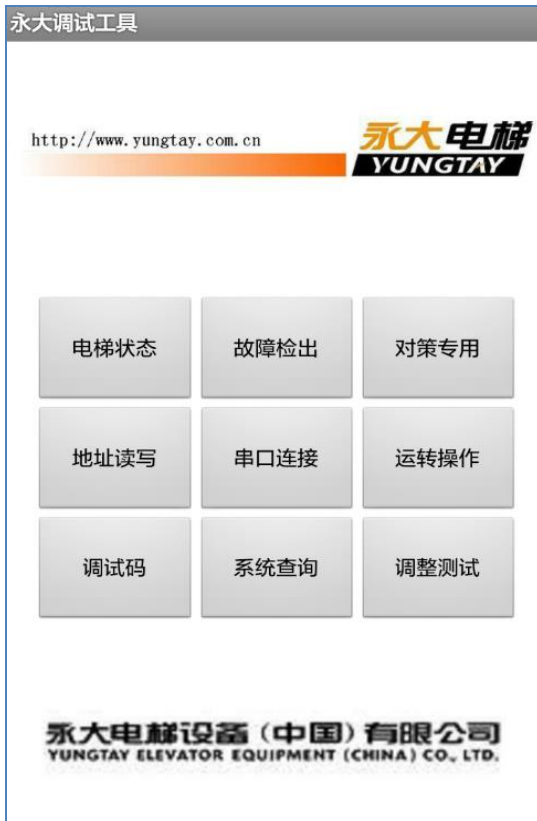 永大调试工具
http://www.yungtay.com.cn
永大电梯
YUNGTAY
电梯状态 故障检出 对策专用
地址读写 串口连接 运转操作
调试码 系统查询 调整测试
永大电梯设备（中国）有限公司
YUNGTAY ELEVATOR EQUIPMENT (CHINA) CO., LTD.